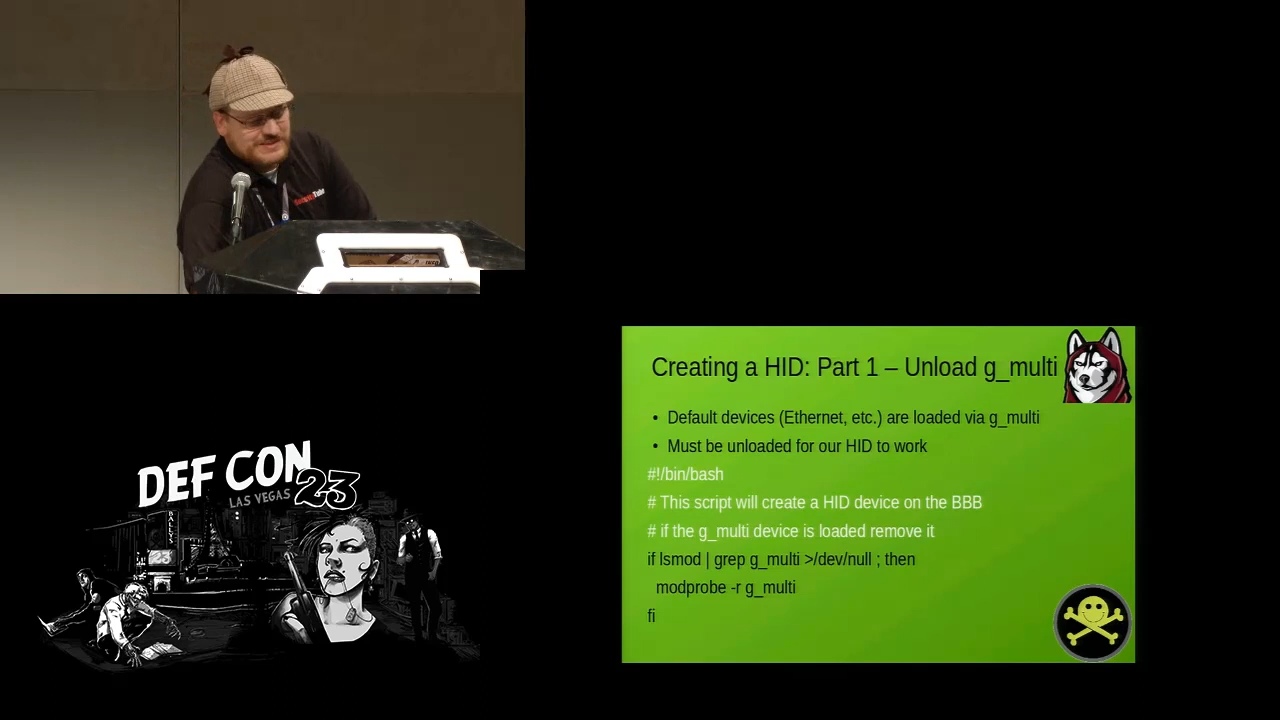 Creating a HID: Part 1 – Unload g_multi
• Default devices (Ethernet, etc.) are loaded via g_multi
• Must be unloaded for our HID to work
#!/bin/bash
# This script will create a HID device on the BBB
# if the g_multi device is loaded remove it
if lsmod | grep g_multi >/dev/null ; then
modprobe -r g_multi
fi
DEF CON
LAS VEGAS 23
BALLYS
23